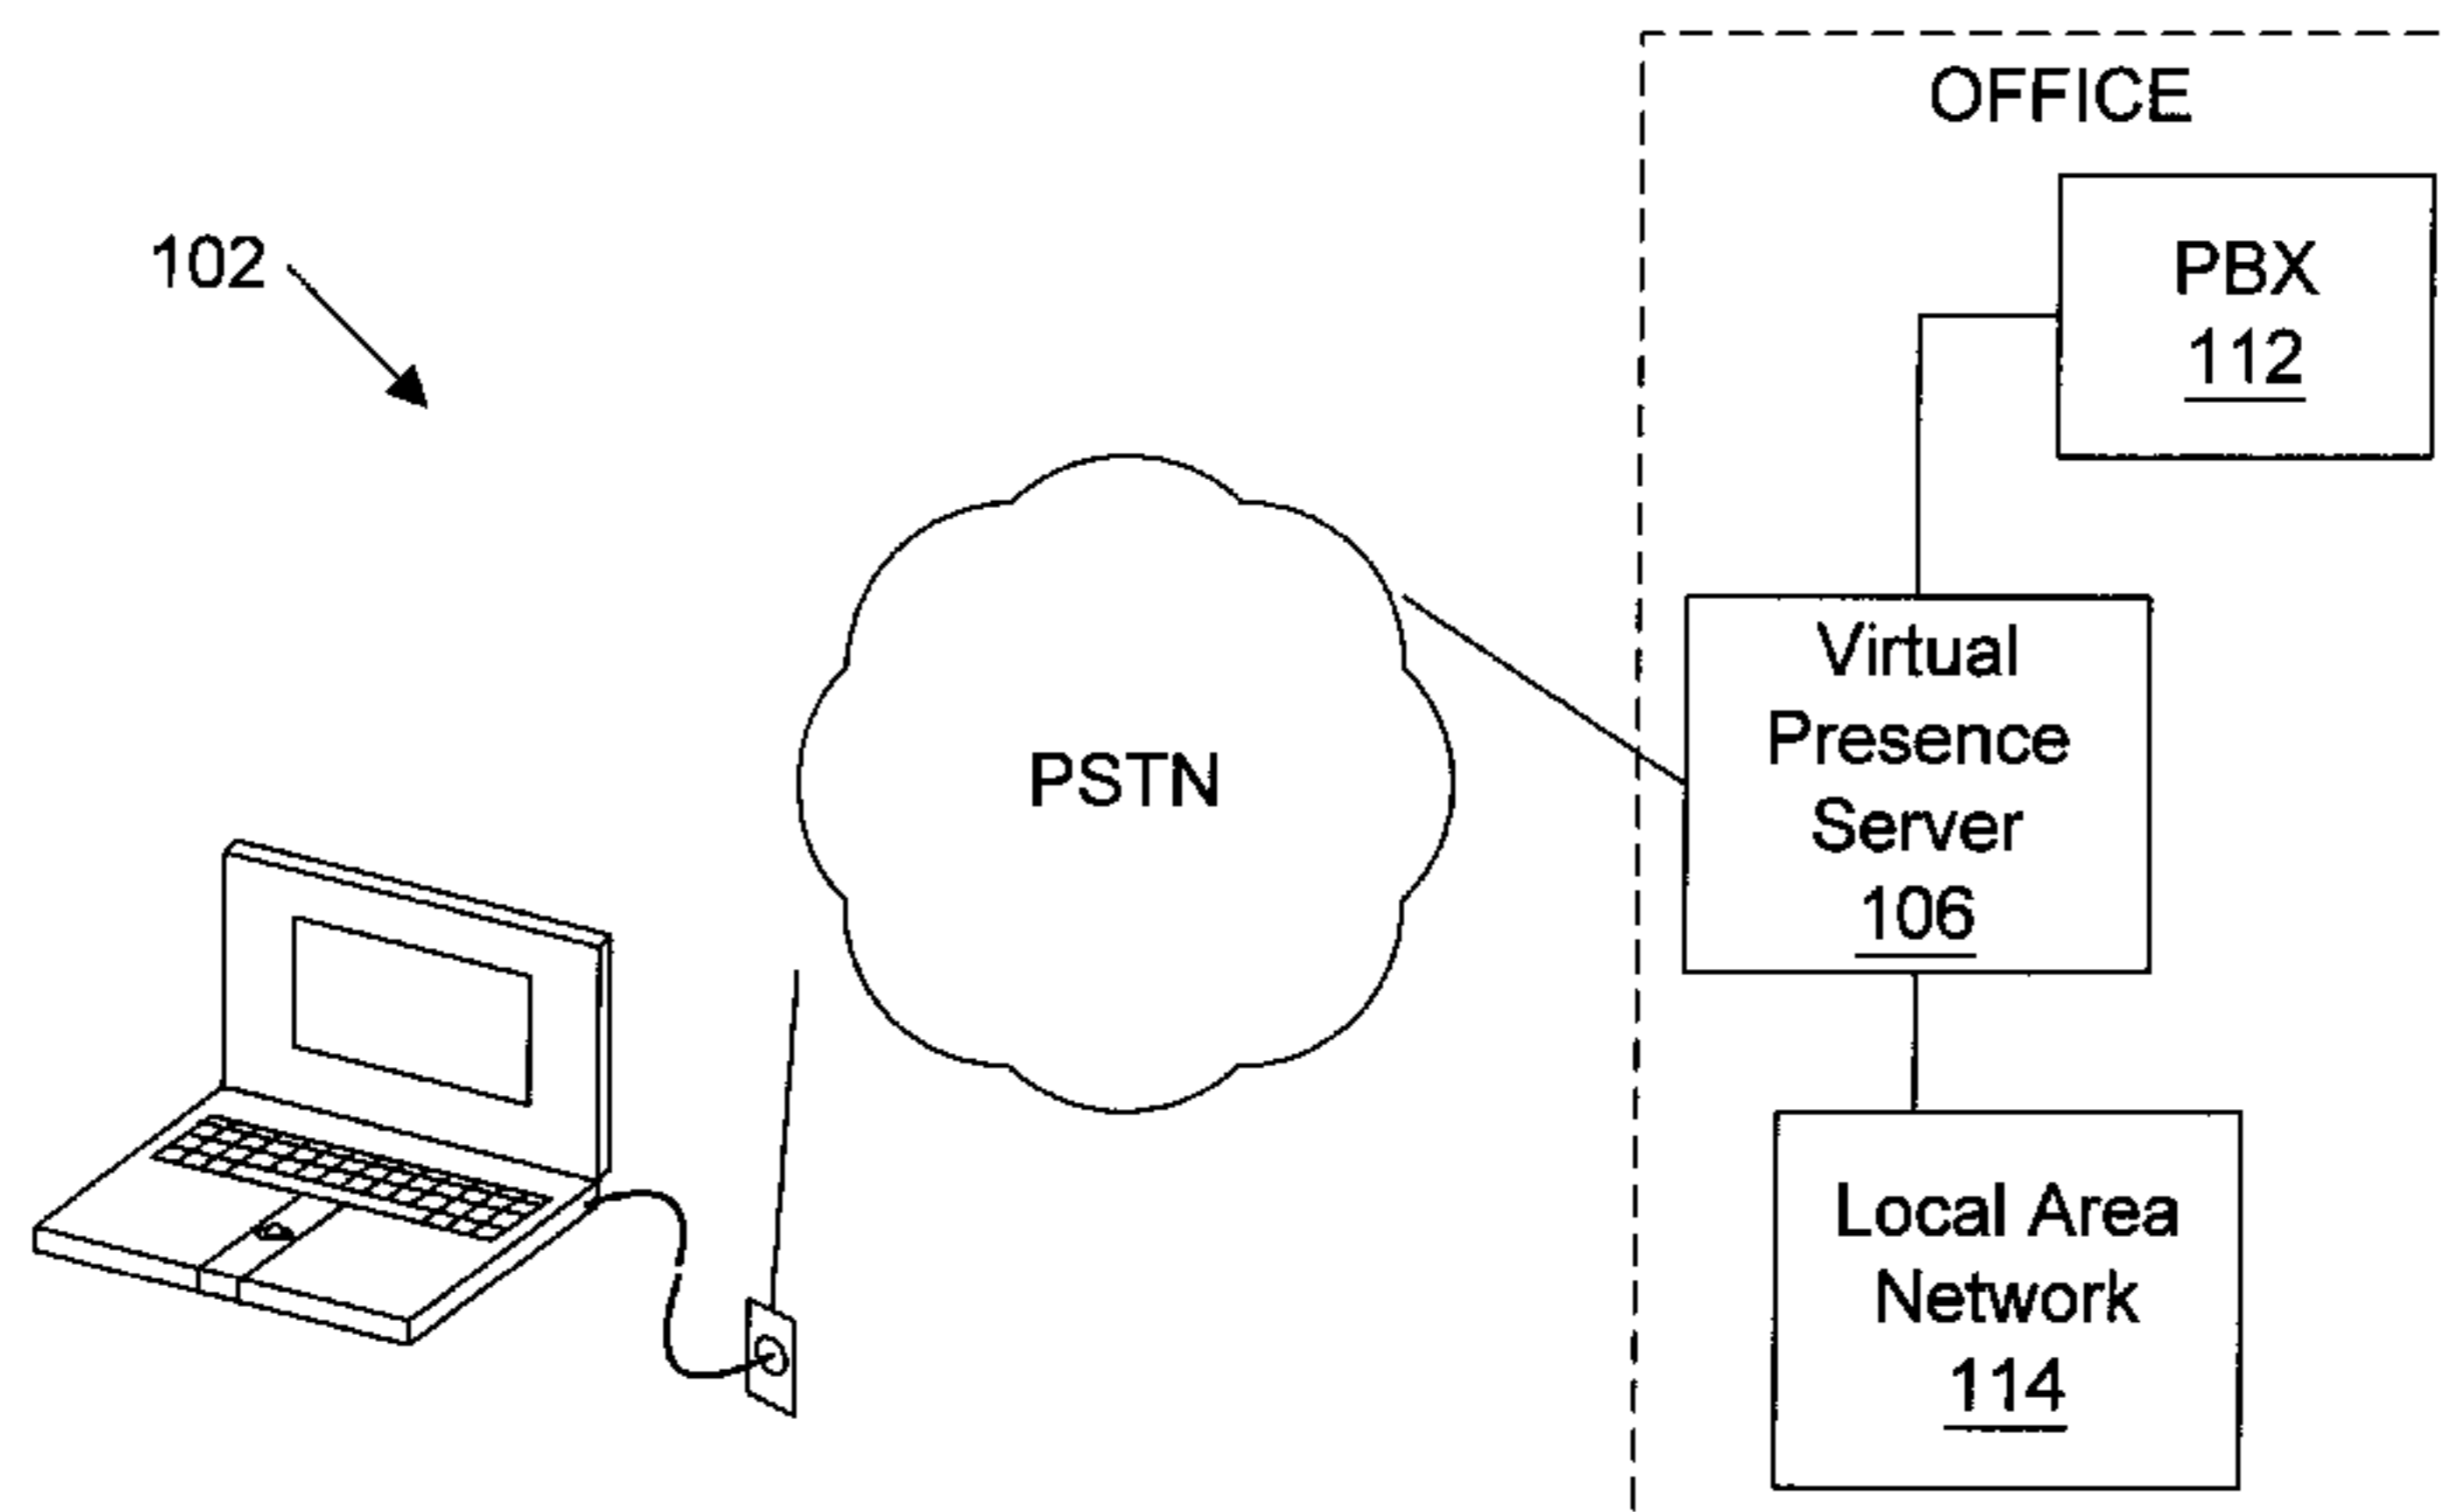 OFFICE
102
PBX
112
PSTN
Virtual
Presence
Server
106
Local Area
Network
114